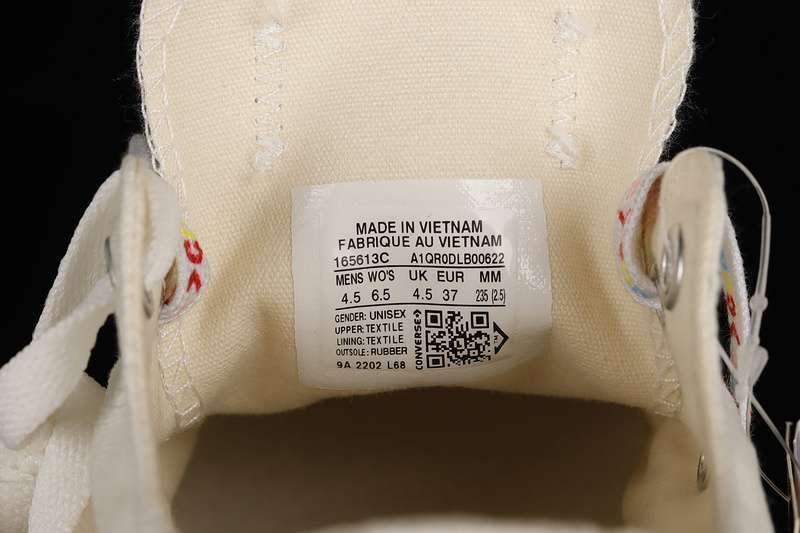 MADE IN VIETNAM
FABRIQUE AU VIETNAM
165613C A1QR0DLB00622
MENS WO'S UK EUR MM
4.5 6.5 4.5 37 235 (2.5)
GENDER: UNISEX
UPPER: TEXTILE
LINING: TEXTILE
OUTSOLE: RUBBER
9A 2202 L68
CONVERSE